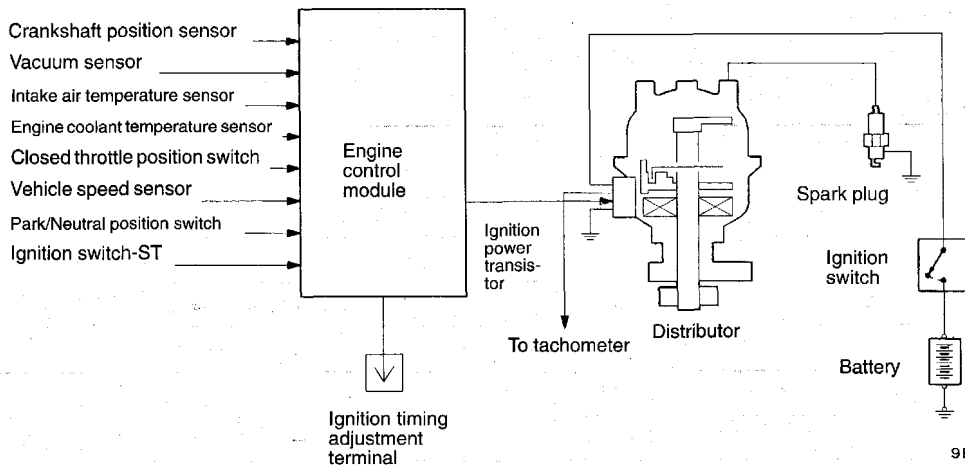 Crankshaft position sensor
Vacuum sensor
Intake air temperature sensor
Engine coolant temperature sensor
Closed throttle position switch
Vehicle speed sensor
Park/Neutral position switch
Ignition switch-ST
Engine
control
module
Ignition
power
transis-
tor
To tachometer
Distributor
Spark plug
Ignition
switch
Battery
Ignition timing
adjustment
terminal